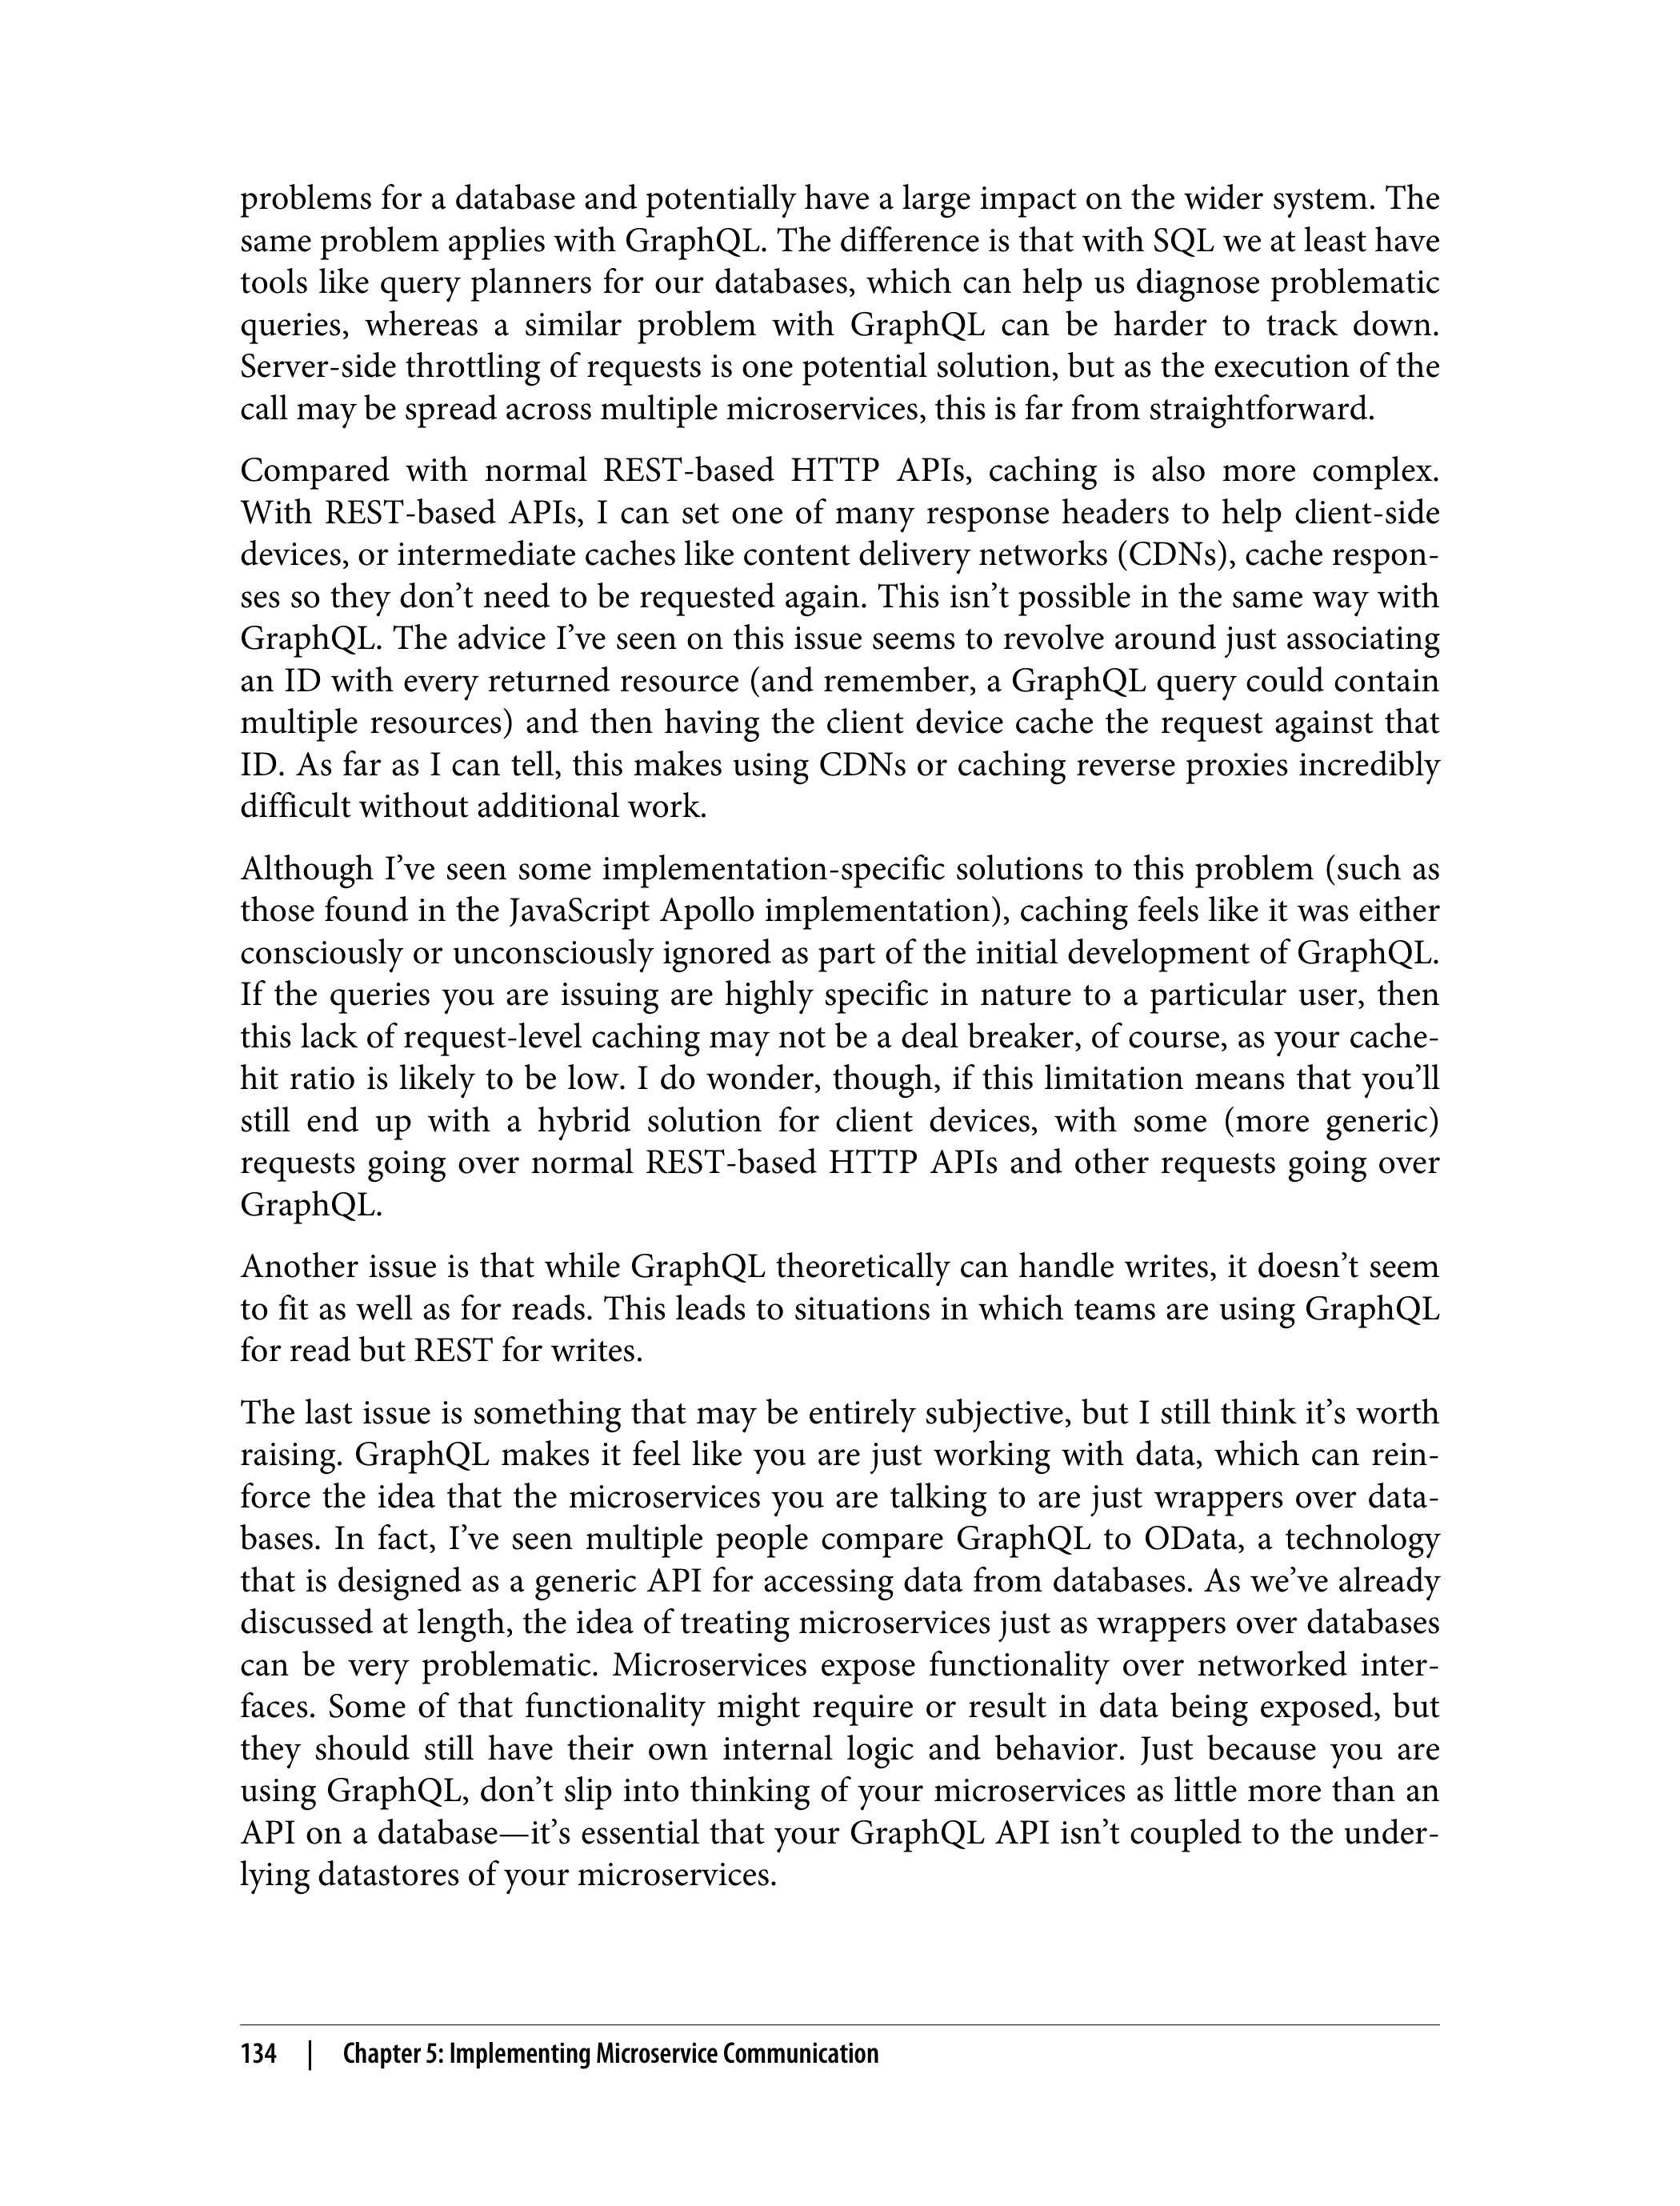 problems for a database and potentially have a large impact on the wider system. The
same problem applies with GraphQL. The difference is that with SQL we at least have
tools like query planners for our databases, which can help us diagnose problematic
queries, whereas a similar problem with GraphQL can be harder to track down.
Server-side throttling of requests is one potential solution, but as the execution of the
call may be spread across multiple microservices, this is far from straightforward.
Compared with normal REST-based HTTP APIs, caching is also more complex.
With REST-based APIs, I can set one of many response headers to help client-side
devices, or intermediate caches like content delivery networks (CDNs), cache respon-
ses so they don’t need to be requested again. This isn’t possible in the same way with
GraphQL. The advice I’ve seen on this issue seems to revolve around just associating
an ID with every returned resource (and remember, a GraphQL query could contain
multiple resources) and then having the client device cache the request against that
ID. As far as I can tell, this makes using CDNs or caching reverse proxies incredibly
difficult without additional work.
Although I’ve seen some implementation-specific solutions to this problem (such as
those found in the JavaScript Apollo implementation), caching feels like it was either
consciously or unconsciously ignored as part of the initial development of GraphQL.
If the queries you are issuing are highly specific in nature to a particular user, then
this lack of request-level caching may not be a deal breaker, of course, as your cache-
hit ratio is likely to be low. I do wonder, though, if this limitation means that you’ll
still end up with a hybrid solution for client devices, with some (more generic)
requests going over normal REST-based HTTP APIs and other requests going over
GraphQL.
Another issue is that while GraphQL theoretically can handle writes, it doesn’t seem
to fit as well as for reads. This leads to situations in which teams are using GraphQL
for read but REST for writes.
The last issue is something that may be entirely subjective, but I still think it’s worth
raising. GraphQL makes it feel like you are just working with data, which can rein-
force the idea that the microservices you are talking to are just wrappers over data-
bases. In fact, I’ve seen multiple people compare GraphQL to OData, a technology
that is designed as a generic API for accessing data from databases. As we’ve already
discussed at length, the idea of treating microservices just as wrappers over databases
can be very problematic. Microservices expose functionality over networked inter-
faces. Some of that functionality might require or result in data being exposed, but
they should still have their own internal logic and behavior. Just because you are
using GraphQL, don’t slip into thinking of your microservices as little more than an
API on a database—it’s essential that your GraphQL API isn’t coupled to the under-
lying datastores of your microservices.
134 | Chapter 5: Implementing Microservice Communication